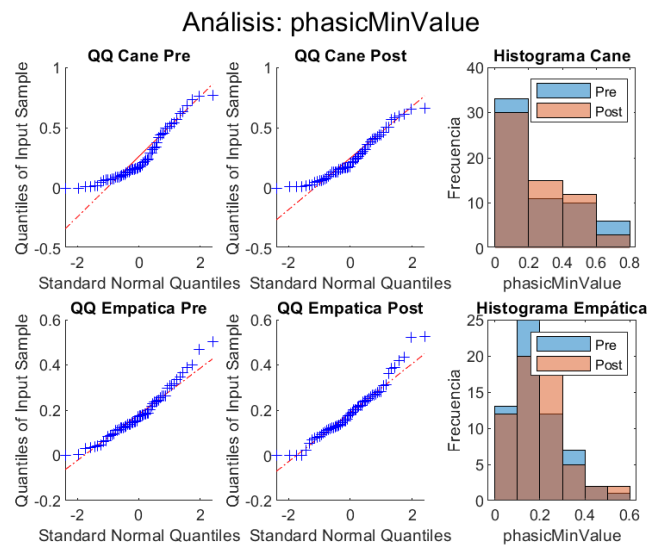 Análisis: phasicMinValue
QQ Cane Pre
Quantiles of Input Sample
1
0.5
0
-0.5
-2 0 2
Standard Normal Quantiles
QQ Cane Post
Quantiles of Input Sample
1
0.5
0
-0.5
-2 0 2
Standard Normal Quantiles
Histograma Cane
Frecuencia
40
30
20
10
0
0 0.2 0.4 0.6 0.8
phasicMinValue
Pre
Post
QQ Empatica Pre
Quantiles of Input Sample
0.6
0.4
0.2
0
-0.2
-2 0 2
Standard Normal Quantiles
QQ Empatica Post
Quantiles of Input Sample
0.6
0.4
0.2
0
-0.2
-2 0 2
Standard Normal Quantiles
Histograma Empática
Frecuencia
25
20
15
10
5
0
0 0.2 0.4 0.6
phasicMinValue
Pre
Post